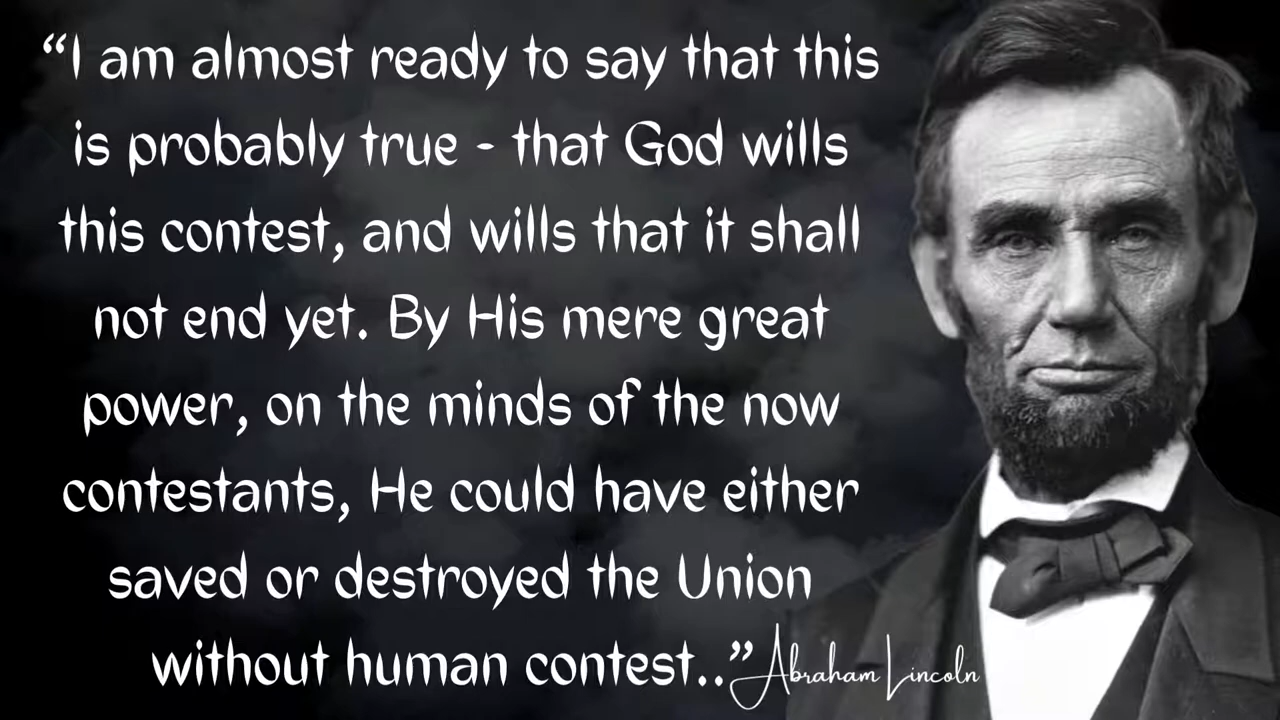 “I am almost ready to say that this
is probably true - that God wills
this contest, and wills that it shall
not end yet. By His mere great
power, on the minds of the now
contestants, He could have either
saved or destroyed the Union
without human contest..”
Abraham Lincoln